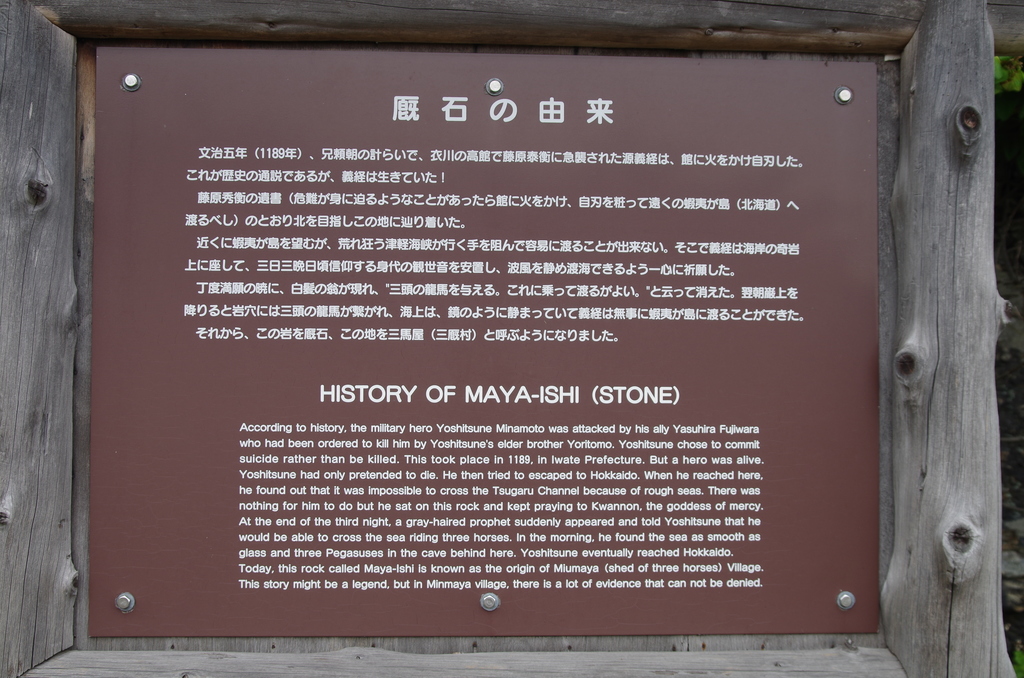 厩石の由来
文治五年（1189年）、兄頼朝の計らいで、衣川の高館で藤原泰衡に急襲された源義経は、館に火をかけ自刃した。
これが歴史の通説であるが、義経は生きていた！
藤原秀衡の遺書（危難が身に迫るようなことがあったら館に火をかけ、自刃を粧って遠くの蝦夷が島（北海道）へ
渡るべし）のとおり北を目指しこの地に辿り着いた。
近くに蝦夷が島を望むが、荒れ狂う津軽海峡が行く手を阻んで容易に渡ることが出来ない。そこで義経は海岸の奇岩
上に座して、三日三晩日頃信仰する身代の観世音を安置し、波風を静め渡海できるよう一心に祈願した。
丁度満願の暁に、白髪の翁が現れ、"三頭の龍馬を与える。これに乗って渡るがよい。"と云って消えた。翌朝巌上を
降りると岩穴には三頭の龍馬が繋がれ、海上は、鏡のように静まっていて義経は無事に蝦夷が島に渡ることができた。
それから、この岩を厩石、この地を三馬屋（三厩村）と呼ぶようになりました。
HISTORY OF MAYA-ISHI (STONE)
According to history, the military hero Yoshitsune Minamoto was attacked by his ally Yasuhira Fujiwara
who had been ordered to kill him by Yoshitsune's elder brother Yoritomo. Yoshitsune chose to commit
suicide rather than be killed. This took place in 1189, in Iwate Prefecture. But a hero was alive.
Yoshitsune had only pretended to die. He then tried to escaped to Hokkaido. When he reached here,
he found out that it was impossible to cross the Tsugaru Channel because of rough seas. There was
nothing for him to do but he sat on this rock and kept praying to Kwannon, the goddess of mercy.
At the end of the third night, a gray-haired prophet suddenly appeared and told Yoshitsune that he
would be able to cross the sea riding three horses. In the morning, he found the sea as smooth as
glass and three Pegasuses in the cave behind here. Yoshitsune eventually reached Hokkaido.
Today, this rock called Maya-Ishi is known as the origin of Miumaya (shed of three horses) Village.
This story might be a legend, but in Minmaya village, there is a lot of evidence that can not be denied.